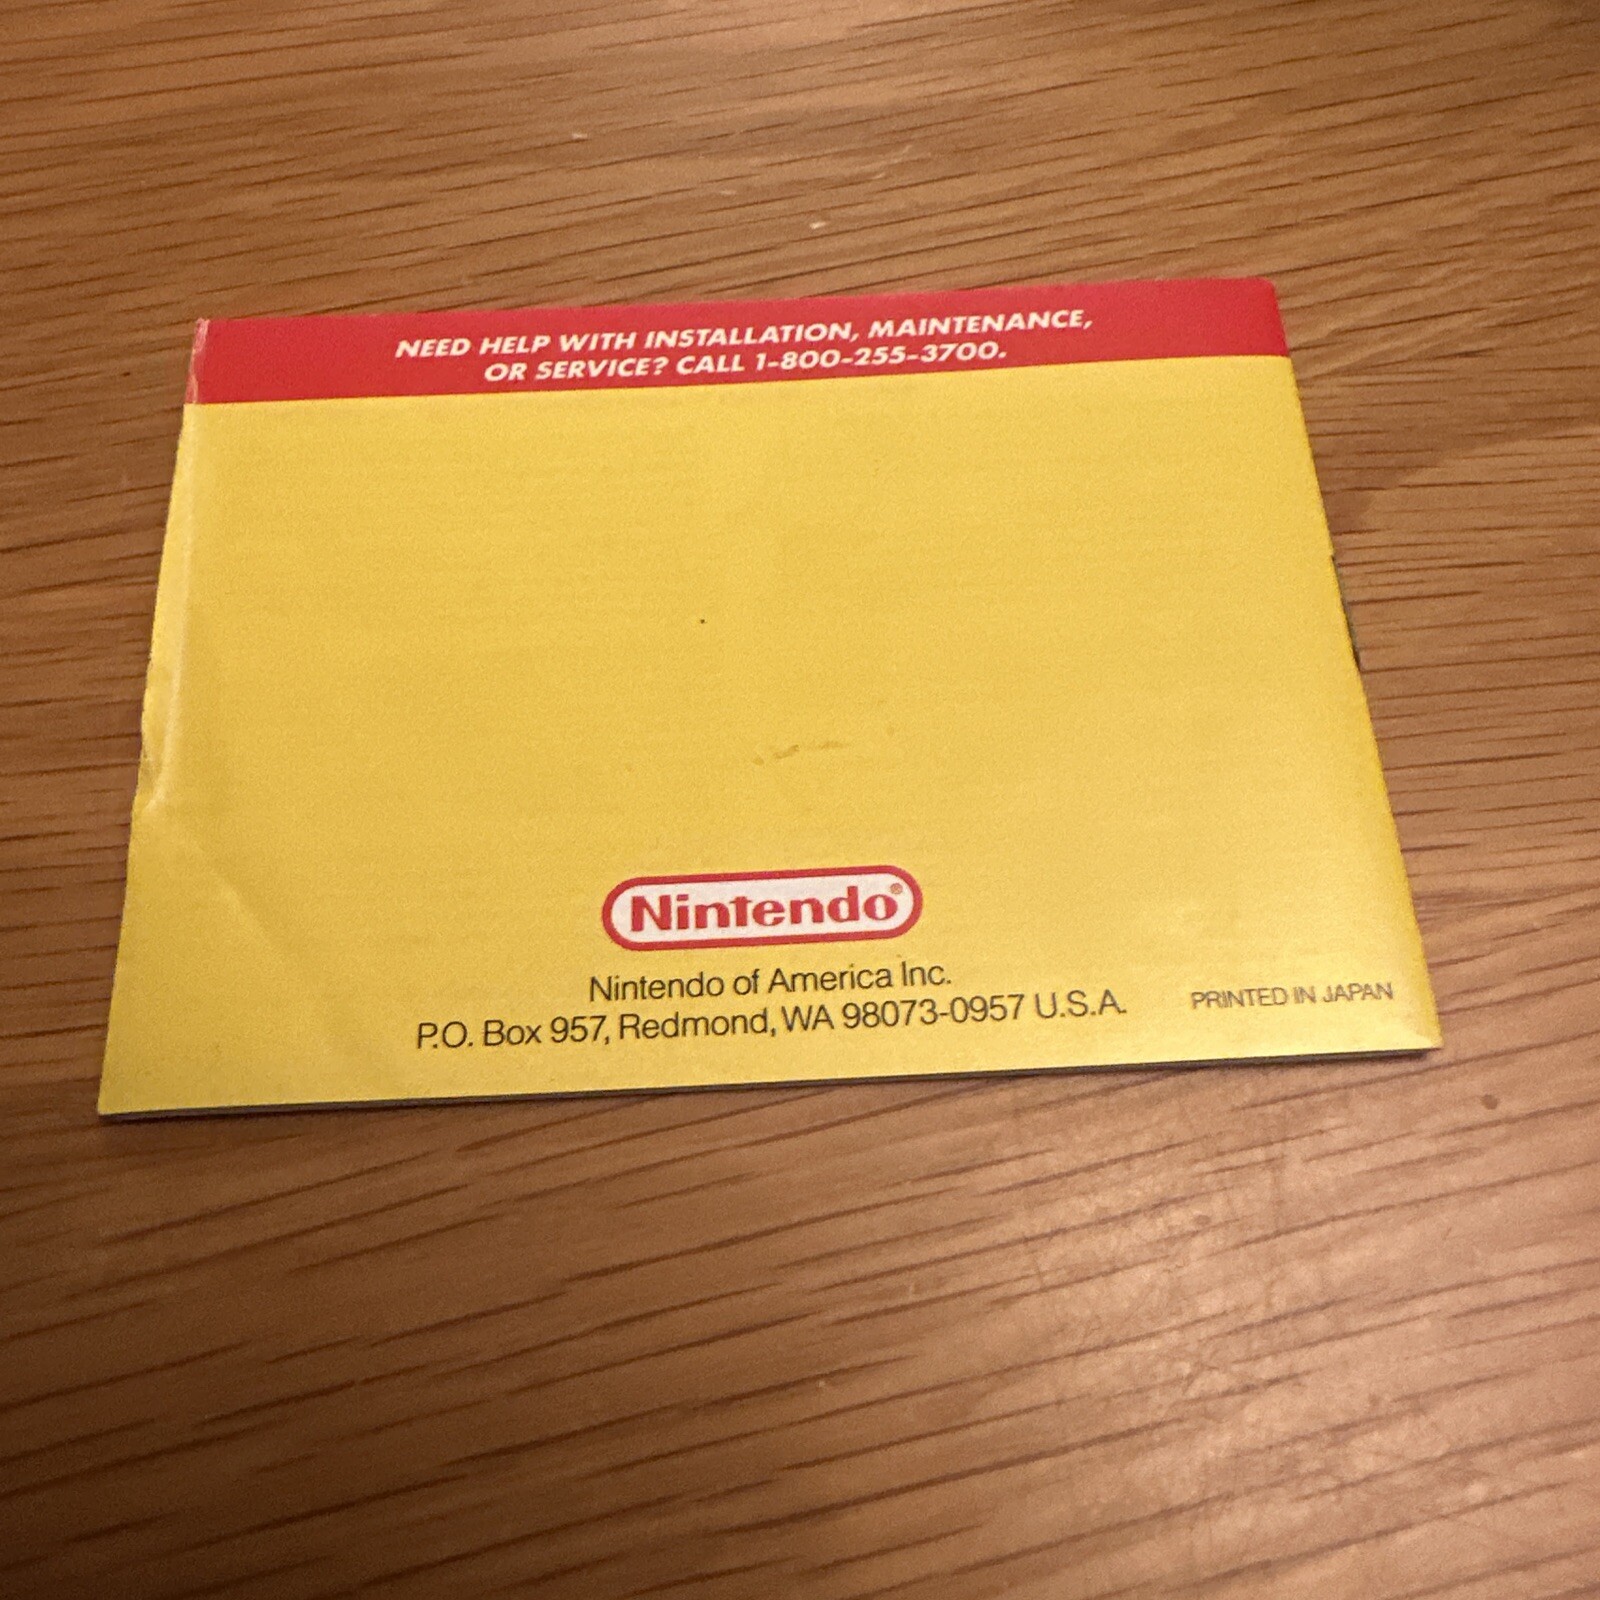 NEED HELP WITH INSTALLATION, MAINTENANCE,
OR SERVICE? CALL 1-800-255-3700.
Nintendo®
Nintendo of America Inc.
P.O. Box 957, Redmond, WA 98073-0957 U.S.A.
PRINTED IN JAPAN